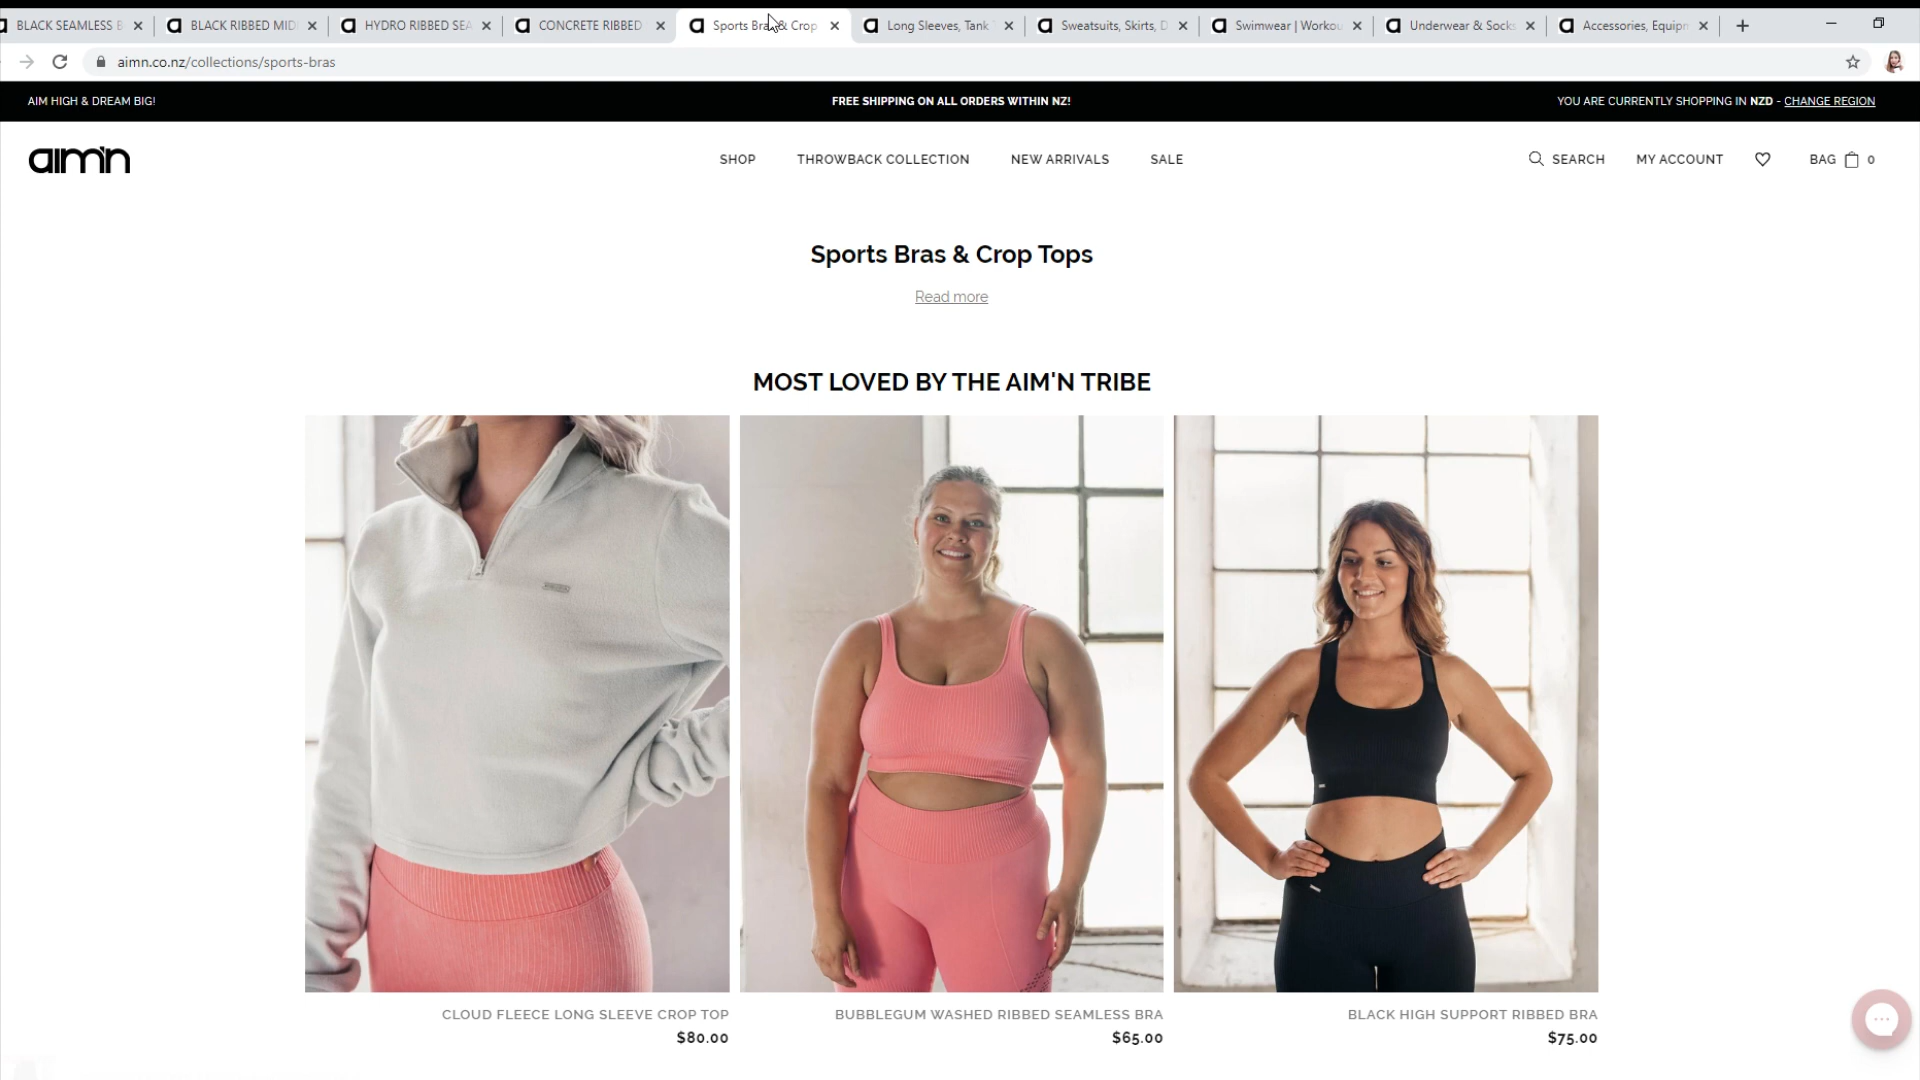 BLACK SEAMLESS B
BLACK RIBBED MIDI
HYDRO RIBBED SEA
CONCRETE RIBBED
Sports Bras & Crop
Long Sleeves, Tank
Sweatsuits, Skirts, D
Swimwear | Workou
Underwear & Socks
Accessories, Equipm
aimn.co.nz/collections/sports-bras
AIM HIGH & DREAM BIG!
FREE SHIPPING ON ALL ORDERS WITHIN NZ!
YOU ARE CURRENTLY SHOPPING IN NZD - CHANGE REGION
aim'n
SHOP
THROWBACK COLLECTION
NEW ARRIVALS
SALE
SEARCH
MY ACCOUNT
BAG 0
Sports Bras & Crop Tops
Read more
MOST LOVED BY THE AIM'N TRIBE
CLOUD FLEECE LONG SLEEVE CROP TOP
$80.00
BUBBLEGUM WASHED RIBBED SEAMLESS BRA
$65.00
BLACK HIGH SUPPORT RIBBED BRA
$75.00